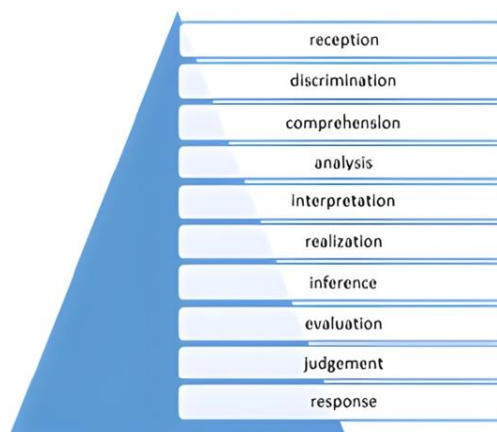 reception
discrimination
comprehension
analysis
interpretation
realization
inference
evaluation
judgement
response